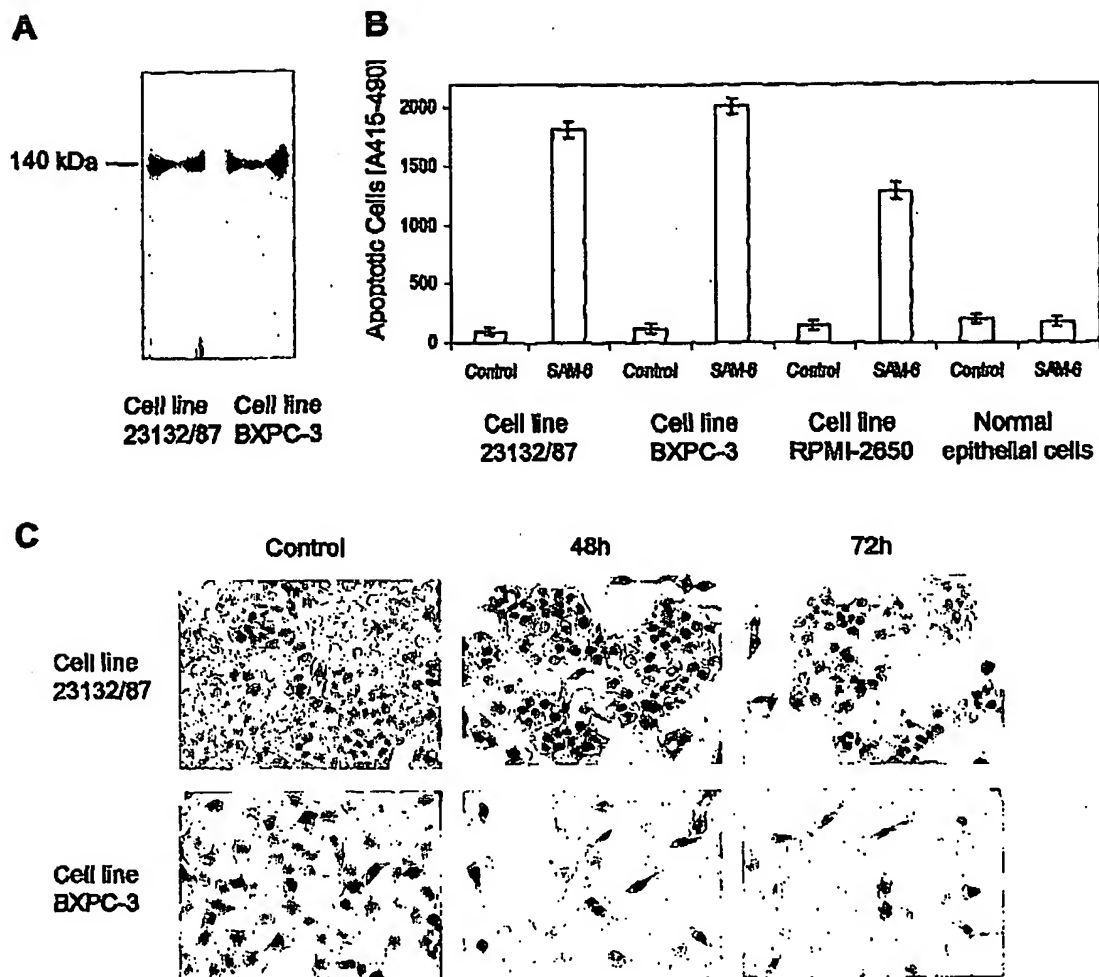 A
140 kDa
Cell line Cell line
23132/87 BXPC-3
B
Apoptotic Cells [A415-490]
2000
1500
1000
500
0
Control SAM-6 Control SAM-6 Control SAM-6 Control SAM-6
Cell line Cell line Cell line Normal
23132/87 BXPC-3 RPMI-2650 epithelial cells
C
Control 48h 72h
Cell line
23132/87
Cell line
BXPC-3